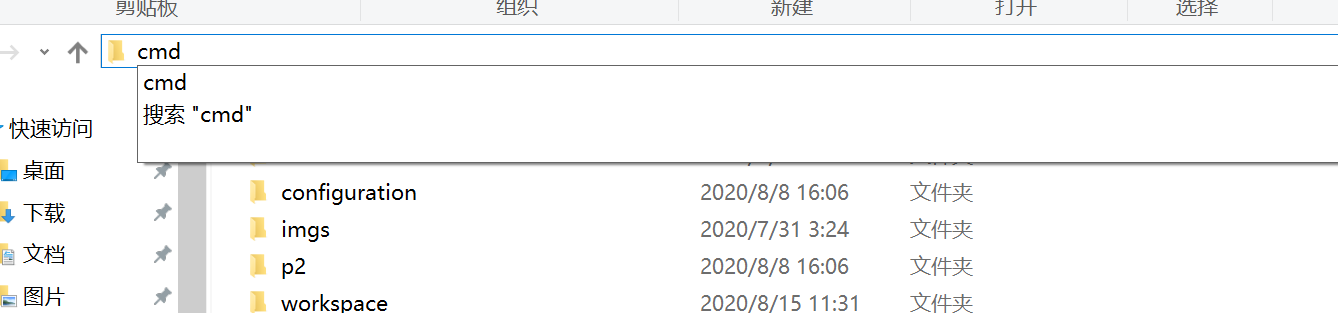 剪贴板 组织 新建 打开 选择
cmd
cmd
搜索 "cmd"
快速访问
桌面
下载
文档
图片
文件夹
configuration 2020/8/8 16:06 文件夹
imgs 2020/7/31 3:24 文件夹
p2 2020/8/8 16:06 文件夹
workspace 2020/8/15 11:31 文件夹